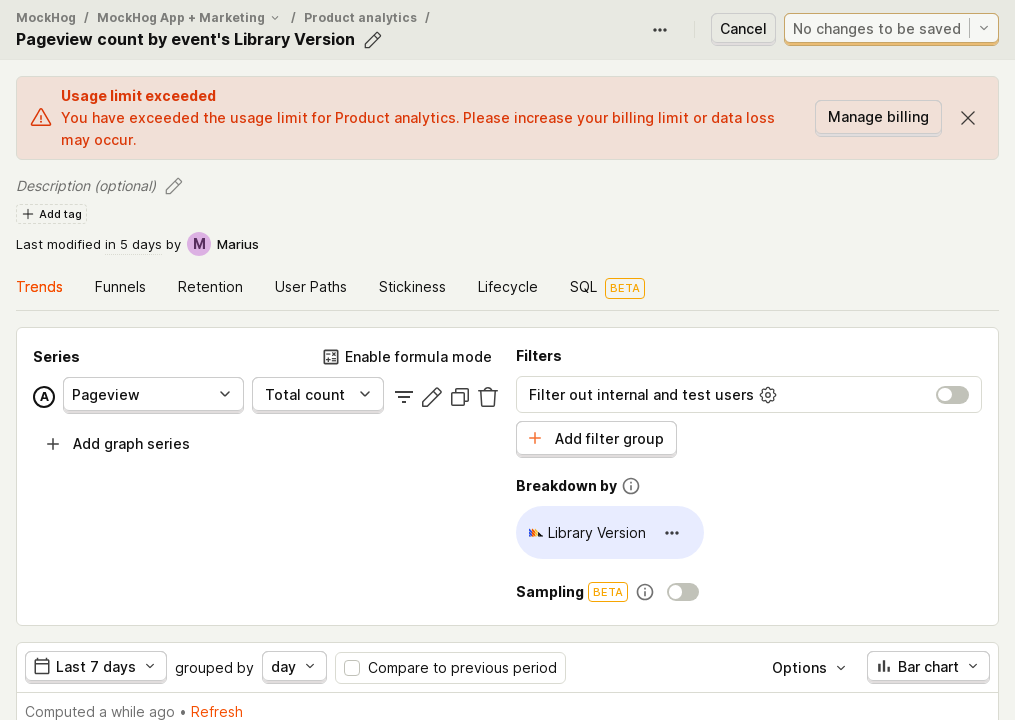 MockHog / MockHog App + Marketing / Product analytics /
Pageview count by event's Library Version
Cancel
No changes to be saved
Usage limit exceeded
You have exceeded the usage limit for Product analytics. Please increase your billing limit or data loss
may occur.
Manage billing
Description (optional)
Add tag
Last modified in 5 days by M Marius
Trends Funnels Retention User Paths Stickiness Lifecycle SQL BETA
Series
Enable formula mode
A Pageview Total count
Add graph series
Filters
Filter out internal and test users
Add filter group
Breakdown by
Library Version
Sampling BETA
Last 7 days grouped by day Compare to previous period Options Bar chart
Computed a while ago • Refresh